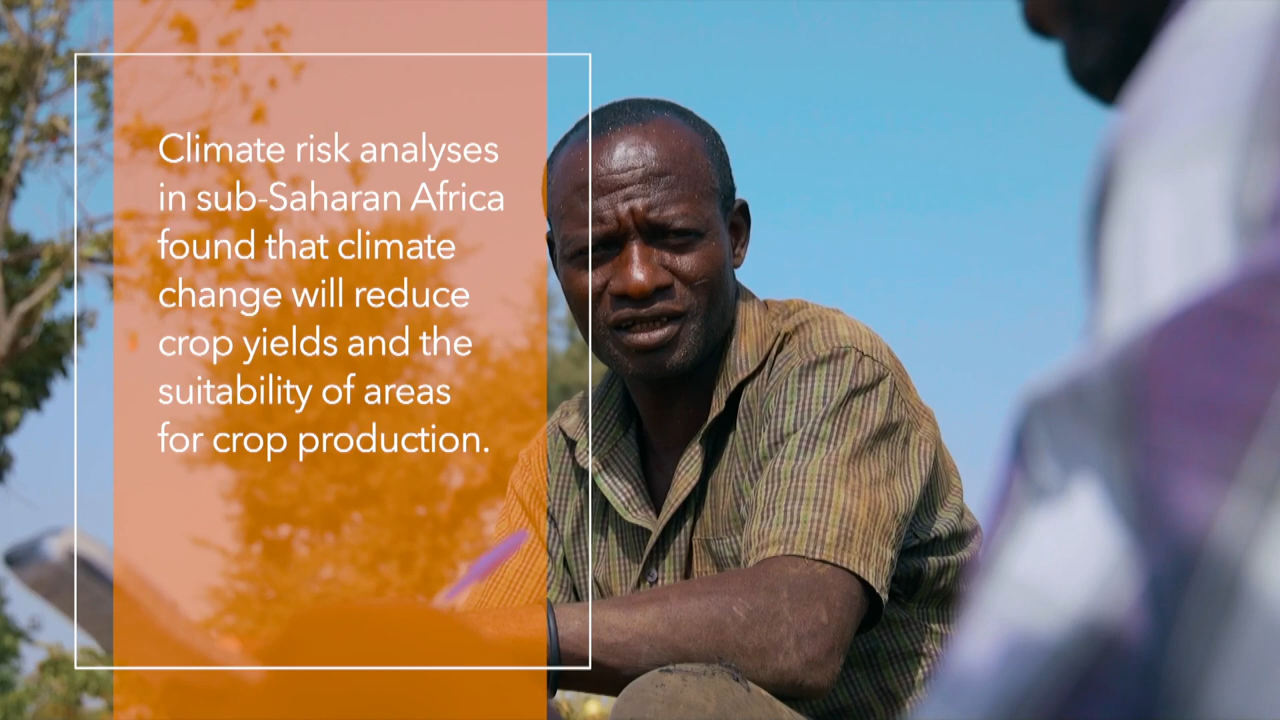 Climate risk analyses
in sub-Saharan Africa
found that climate
change will reduce
crop yields and the
suitability of areas
for crop production.